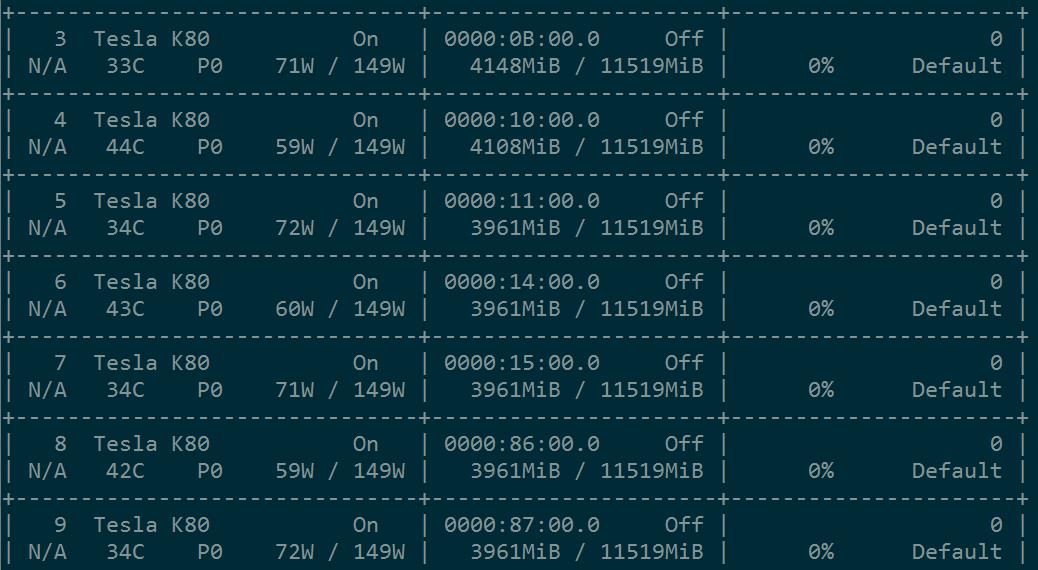 +-------------------------------+----------------------+----------------------+
|   3  Tesla K80           On   | 0000:0B:00.0     Off |                    0 |
| N/A   33C    P0    71W / 149W |   4148MiB / 11519MiB |      0%      Default |
+-------------------------------+----------------------+----------------------+
|   4  Tesla K80           On   | 0000:10:00.0     Off |                    0 |
| N/A   44C    P0    59W / 149W |   4108MiB / 11519MiB |      0%      Default |
+-------------------------------+----------------------+----------------------+
|   5  Tesla K80           On   | 0000:11:00.0     Off |                    0 |
| N/A   34C    P0    72W / 149W |   3961MiB / 11519MiB |      0%      Default |
+-------------------------------+----------------------+----------------------+
|   6  Tesla K80           On   | 0000:14:00.0     Off |                    0 |
| N/A   43C    P0    60W / 149W |   3961MiB / 11519MiB |      0%      Default |
+-------------------------------+----------------------+----------------------+
|   7  Tesla K80           On   | 0000:15:00.0     Off |                    0 |
| N/A   34C    P0    71W / 149W |   3961MiB / 11519MiB |      0%      Default |
+-------------------------------+----------------------+----------------------+
|   8  Tesla K80           On   | 0000:86:00.0     Off |                    0 |
| N/A   42C    P0    59W / 149W |   3961MiB / 11519MiB |      0%      Default |
+-------------------------------+----------------------+----------------------+
|   9  Tesla K80           On   | 0000:87:00.0     Off |                    0 |
| N/A   34C    P0    72W / 149W |   3961MiB / 11519MiB |      0%      Default |